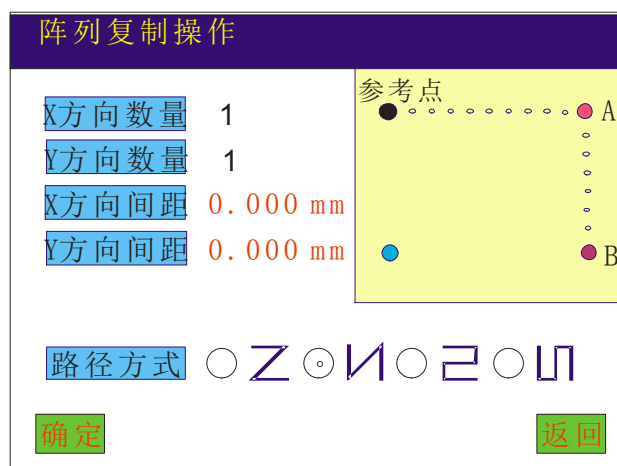 阵列复制操作
参考点
A
X方向数量 1
Y方向数量 1
X方向间距 0.000 mm
Y方向间距 0.000 mm
B
路径方式
确定 返回